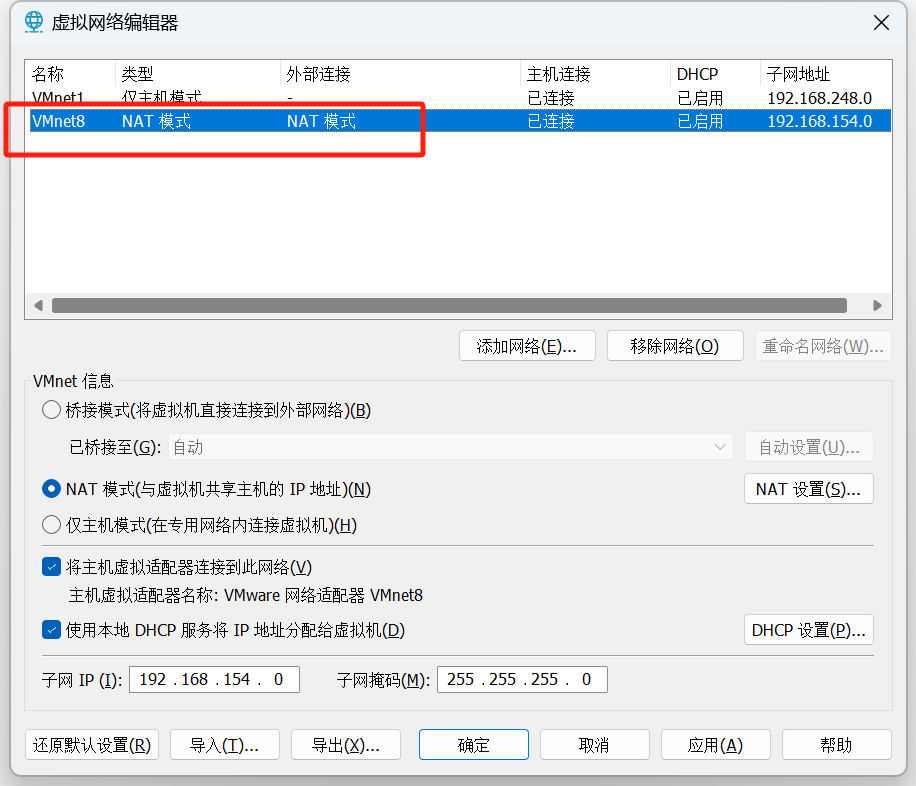 虚拟网络编辑器
名称 类型 外部连接 主机连接 DHCP 子网地址
VMnet1 仅主机模式 - 已连接 已启用 192.168.248.0
VMnet8 NAT 模式 NAT 模式 已连接 已启用 192.168.154.0
添加网络(E)... 移除网络(O) 重命名网络(W)...
VMnet 信息
桥接模式(将虚拟机直接连接到外部网络)(B)
已桥接至(G): 自动 自动设置(U)...
NAT 模式(与虚拟机共享主机的 IP 地址)(N) NAT 设置(S)...
仅主机模式(在专用网络内连接虚拟机)(H)
将主机虚拟适配器连接到此网络(V)
主机虚拟适配器名称: VMware 网络适配器 VMnet8
使用本地 DHCP 服务将 IP 地址分配给虚拟机(D) DHCP 设置(P)...
子网 IP (I): 192 . 168 . 154 . 0 子网掩码(M): 255 . 255 . 255 . 0
还原默认设置(R) 导入(T)... 导出(X)... 确定 取消 应用(A) 帮助